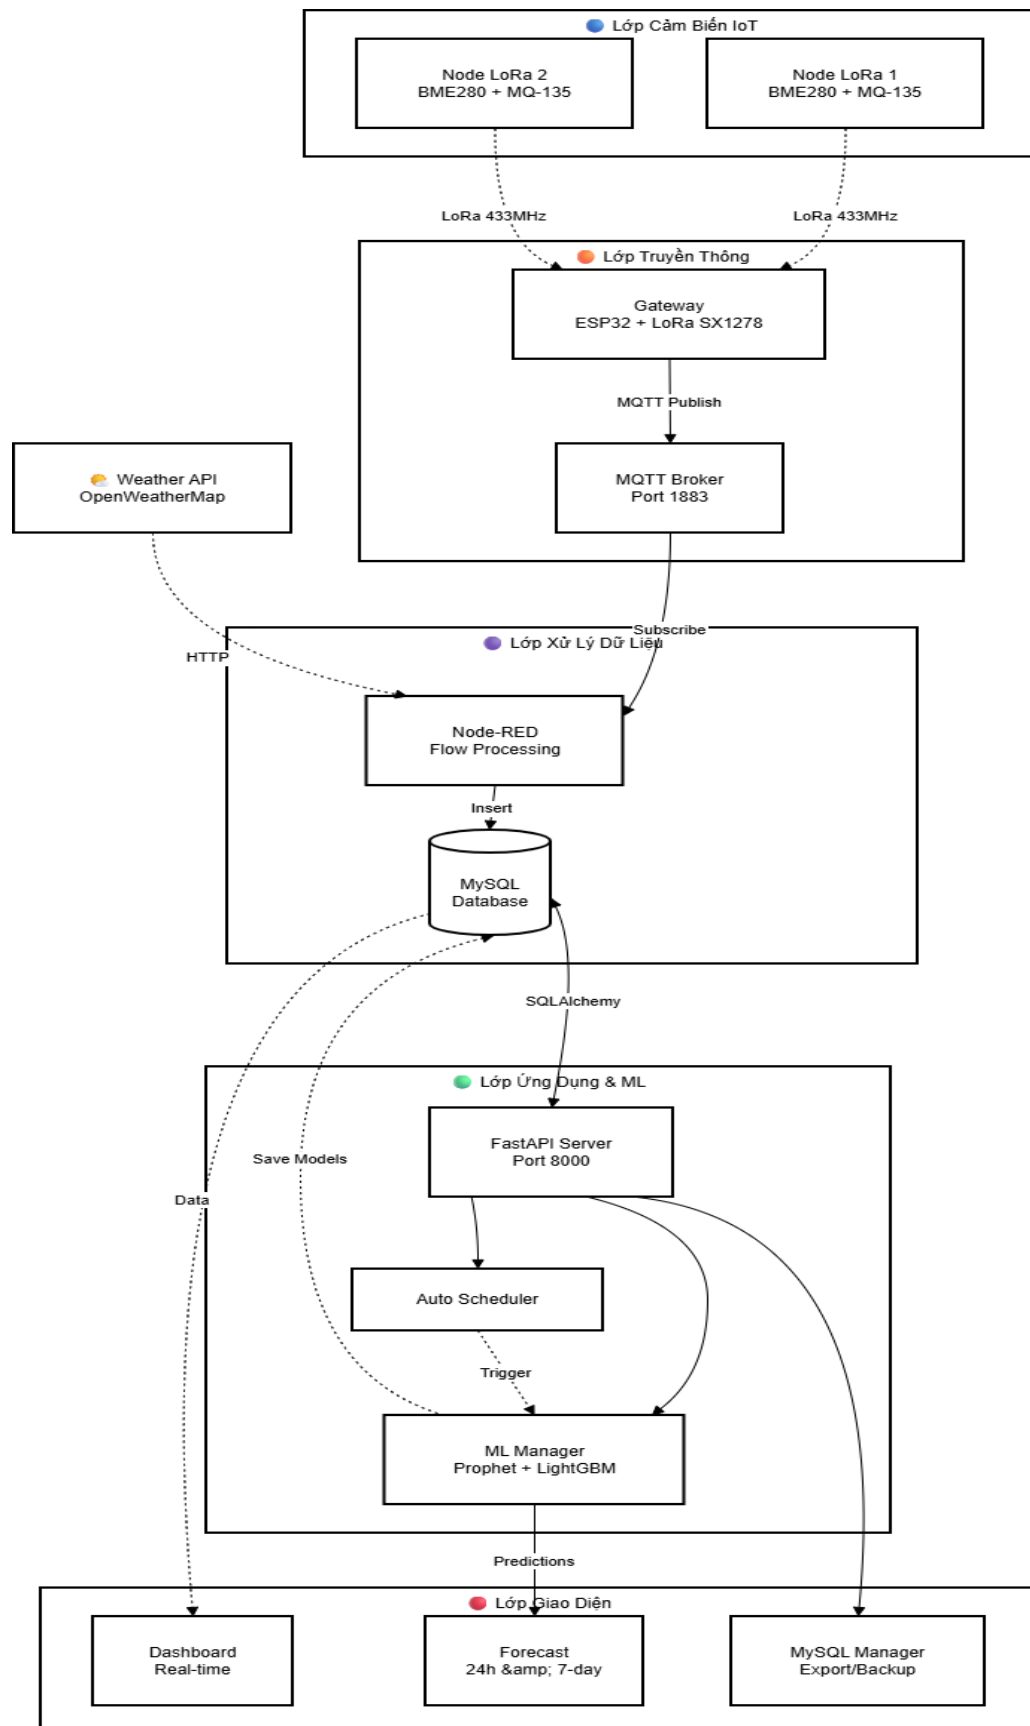 Lớp Cảm Biến IoT
Node LoRa 2
BME280 + MQ-135
Node LoRa 1
BME280 + MQ-135
LoRa 433MHz
LoRa 433MHz
Lớp Truyền Thông
Gateway
ESP32 + LoRa SX1278
MQTT Publish
MQTT Broker
Port 1883
Weather API
OpenWeatherMap
Subscribe
Lớp Xử Lý Dữ Liệu
HTTP
Node-RED
Flow Processing
Insert
MySQL
Database
SQLAlchemy
Lớp Ứng Dụng & ML
FastAPI Server
Port 8000
Save Models
Data
Auto Scheduler
Trigger
ML Manager
Prophet + LightGBM
Predictions
Lớp Giao Diện
Dashboard
Real-time
Forecast
24h &amp; 7-day
MySQL Manager
Export/Backup